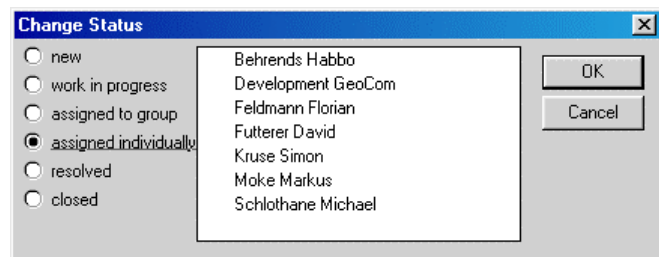 Change Status
new
work in progress
assigned to group
assigned individually
resolved
closed
Behrends Habbo
Development GeoCom
Feldmann Florian
Futterer David
Kruse Simon
Moke Markus
Schlothane Michael
OK
Cancel